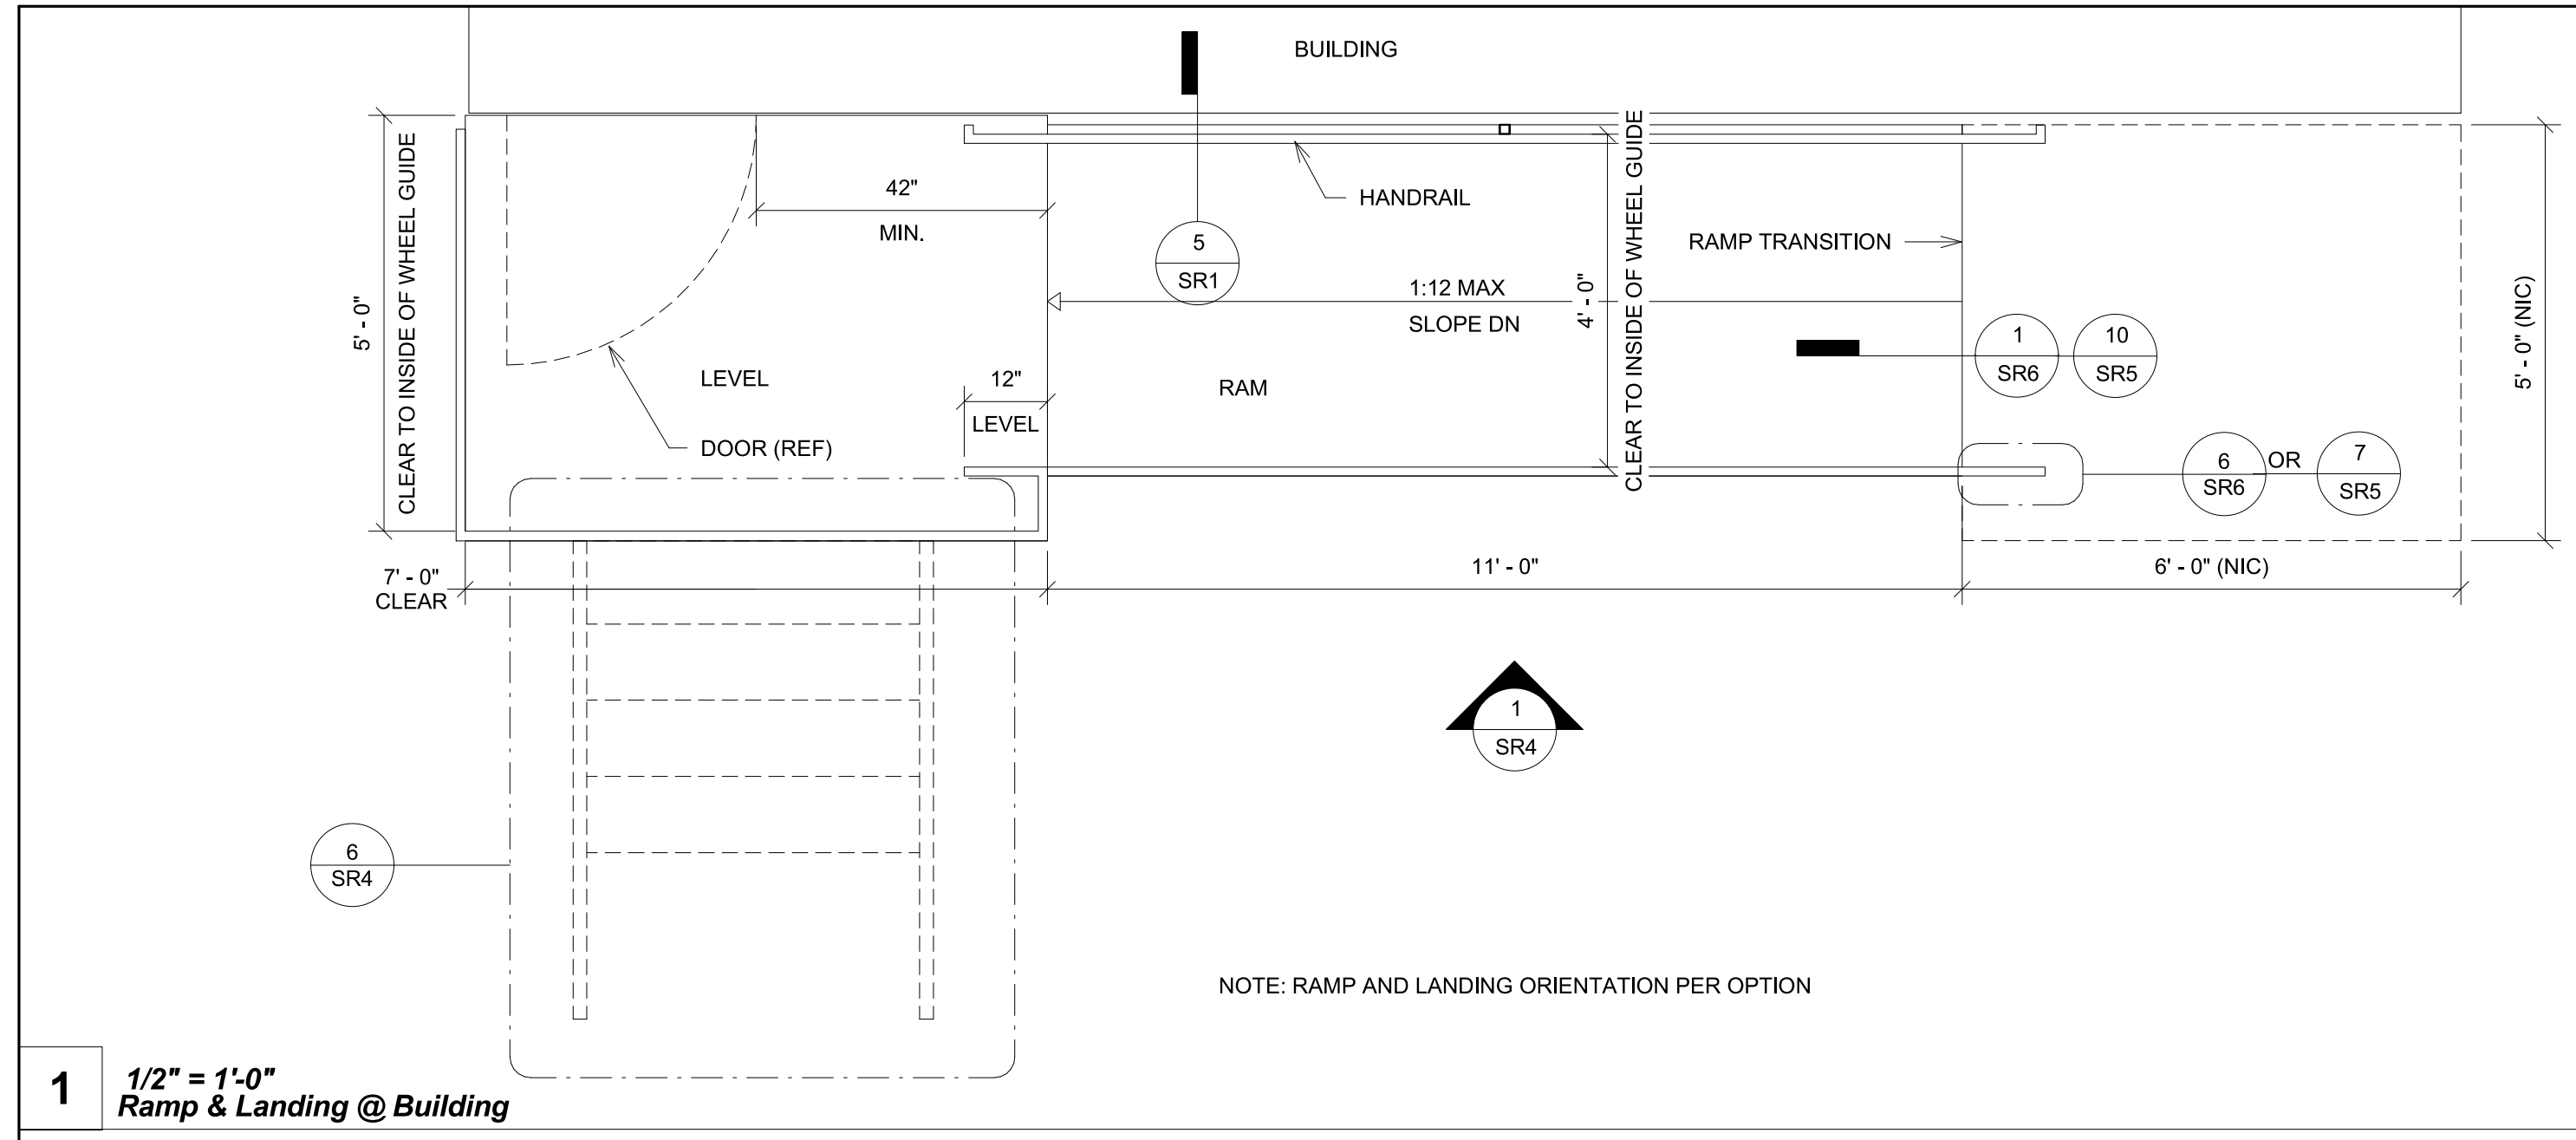 BUILDING
CLEAR TO INSIDE OF WHEEL GUIDE
5' - 0"
42"
MIN.
HANDRAIL
5
SR1
1:12 MAX
SLOPE DN
4' - 0"
CLEAR TO INSIDE OF WHEEL GUIDE
RAMP TRANSITION
1
SR6
10
SR5
5' - 0" (NIC)
LEVEL
12"
LEVEL
RAM
DOOR (REF)
6
SR6
OR
7
SR5
7' - 0"
CLEAR
11' - 0"
6' - 0" (NIC)
1
SR4
6
SR4
NOTE: RAMP AND LANDING ORIENTATION PER OPTION
1
1/2" = 1'-0"
Ramp & Landing @ Building